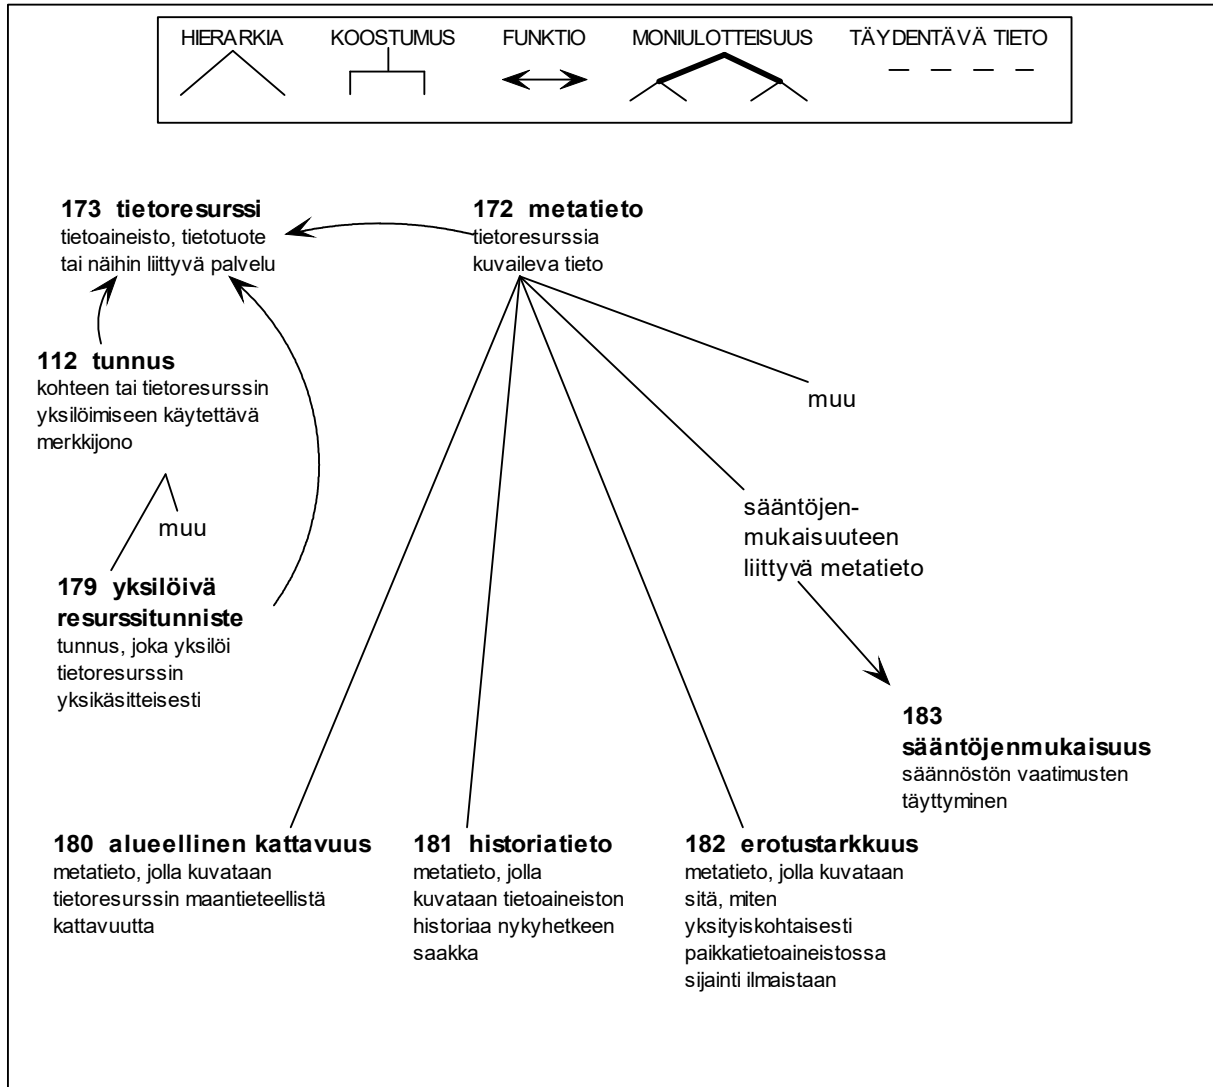 HIERARKIA KOOSTUMUS FUNKTIO MONIULOTTEISUUS TÄYDENTÄVÄ TIETO
173 tietoresurssi
tietoaineisto, tietotuote
tai näihin liittyvä palvelu
172 metatieto
tietoresurssia
kuvaileva tieto
112 tunnus
kohteen tai tietoresurssin
yksilöimiseen käytettävä
merkkijono
muu
muu
179 yksilöivä
resurssitunniste
tunnus, joka yksilöi
tietoresurssin
yksikäsitteisesti
sääntöjen-
mukaisuuteen
liittyvä metatieto
183
sääntöjenmukaisuus
säännöstön vaatimusten
täyttyminen
180 alueellinen kattavuus
metatieto, jolla kuvataan
tietoresurssin maantieteellistä
kattavuutta
181 historiatieto
metatieto, jolla
kuvataan tietoaineiston
historiaa nykyhetkeen
saakka
182 erotustarkkuus
metatieto, jolla kuvataan
sitä, miten
yksityiskohtaisesti
paikkatietoaineistossa
sijainti ilmaistaan